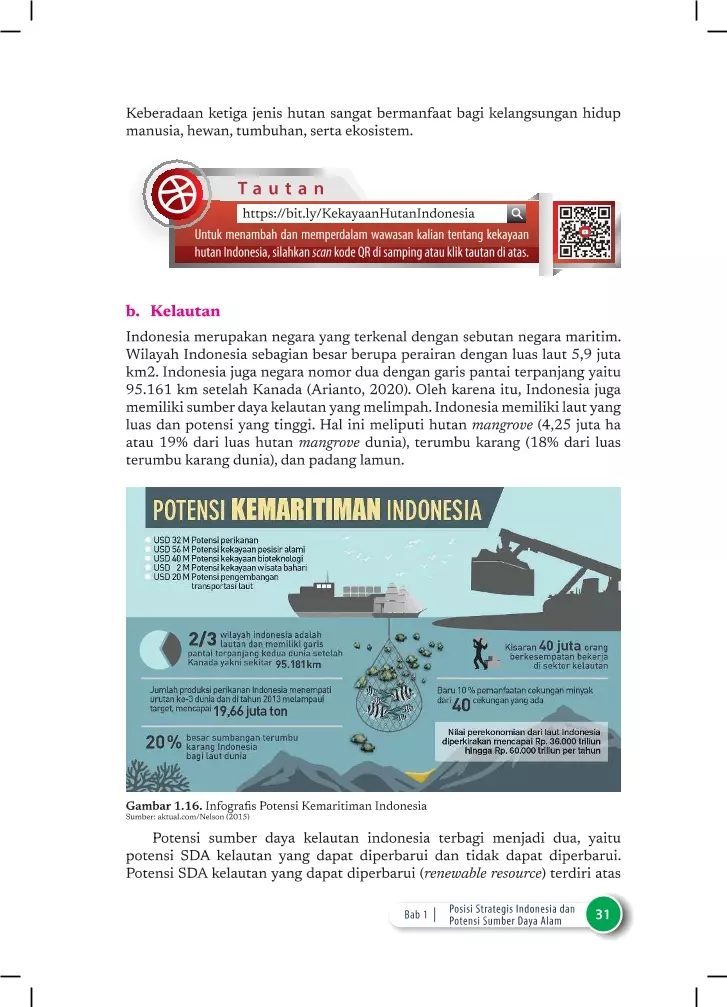 Keberadaan ketiga jenis hutan sangat bermanfaat bagi kelangsungan hidup
manusia, hewan, tumbuhan, serta ekosistem.
Tautan
https://bit.ly/KekayaanHutanIndonesia
Untuk menambah dan memperdalam wawasan kalian tentang kekayaan
hutan Indonesia, silahkan scan kode QR di samping atau klik tautan di atas.
b. Kelautan
Indonesia merupakan negara yang terkenal dengan sebutan negara maritim.
Wilayah Indonesia sebagian besar berupa perairan dengan luas laut 5,9 juta
km2. Indonesia juga negara nomor dua dengan garis pantai terpanjang yaitu
95.161 km setelah Kanada (Arianto, 2020). Oleh karena itu, Indonesia juga
memiliki sumber daya kelautan yang melimpah. Indonesia memiliki laut yang
luas dan potensi yang tinggi. Hal ini meliputi hutan mangrove (4,25 juta ha
atau 19% dari luas hutan mangrove dunia), terumbu karang (18% dari luas
terumbu karang dunia), dan padang lamun.
POTENSI KEMARITIMAN INDONESIA
USD 32 M Potensi perikanan
USD 56 M Potensi kekayaan pesisir alami
USD 40 M Potensi kekayaan bioteknologi
USD 2 M Potensi kekayaan wisata bahari
USD 20 M Potensi pengembangan
transportasi laut
2/3 wilayah indonesia adalah
lautan dan memiliki garis
pantai terpanjang kedua dunia setelah
Kanada yakni sekitar 95.181km
Jumlah produksi perikanan Indonesia menempati
urutan ke-3 dunia dan di tahun 2013 melampaui
target, mencapai 19,66 juta ton
20% besar sumbangan terumbu
karang Indonesia
bagi laut dunia
Kisaran 40 juta orang
berkesempatan bekerja
di sektor kelautan
Baru 10 % pemanfaatan cekungan minyak
dari 40 cekungan yang ada
Nilai perekonomian dari laut Indonesia
diperkirakan mencapai Rp. 36.000 triliun
hingga Rp. 60.000 triliun per tahun
Gambar 1.16. Infografis Potensi Kemaritiman Indonesia
Sumber: aktual.com/Nelson (2015)
Potensi sumber daya kelautan indonesia terbagi menjadi dua, yaitu
potensi SDA kelautan yang dapat diperbarui dan tidak dapat diperbarui.
Potensi SDA kelautan yang dapat diperbarui (renewable resource) terdiri atas
Bab 1 | Posisi Strategis Indonesia dan
Potensi Sumber Daya Alam
31